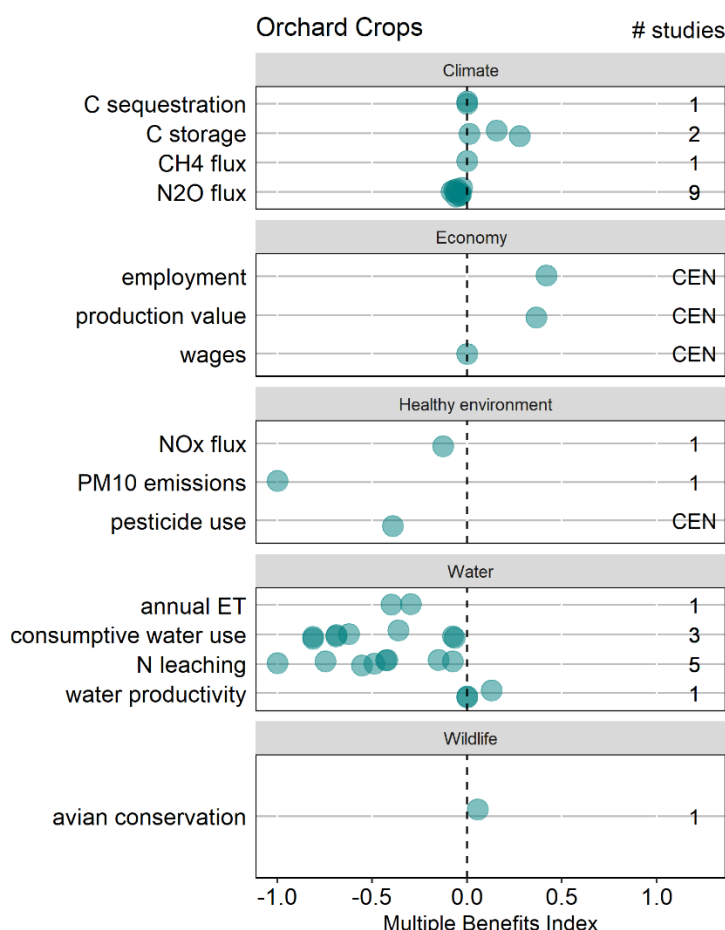 Orchard Crops # studies
Climate
C sequestration 1
C storage 2
CH4 flux 1
N2O flux 9
Economy
employment CEN
production value CEN
wages CEN
Healthy environment
NOx flux 1
PM10 emissions 1
pesticide use CEN
Water
annual ET 1
consumptive water use 3
N leaching 5
water productivity 1
Wildlife
avian conservation 1
-1.0 -0.5 0.0 0.5 1.0
Multiple Benefits Index